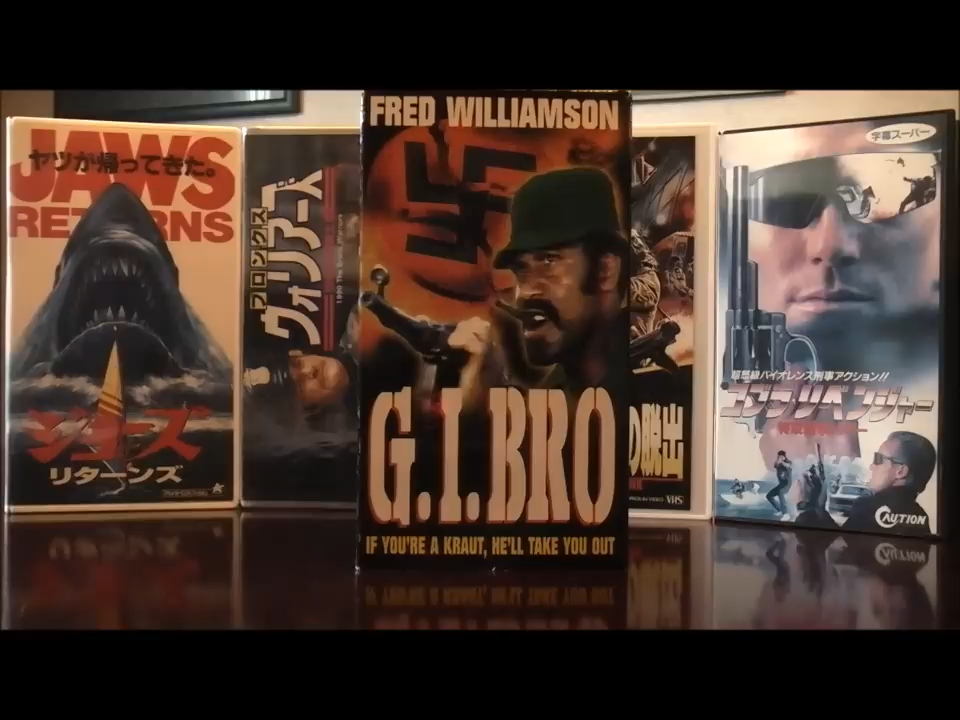 JAWS
ヤツが帰ってきた。
RETURNS
ジョーズ
リターンズ
ブロンクス
ウォリアーズ
FRED WILLIAMSON
G.I.BRO
IF YOU'RE A KRAUT, HE'LL TAKE YOU OUT
の脱出
VHS
字幕スーパー
バイオレンス刑事アクション!!
コブラ リベンジャー
CAUTION